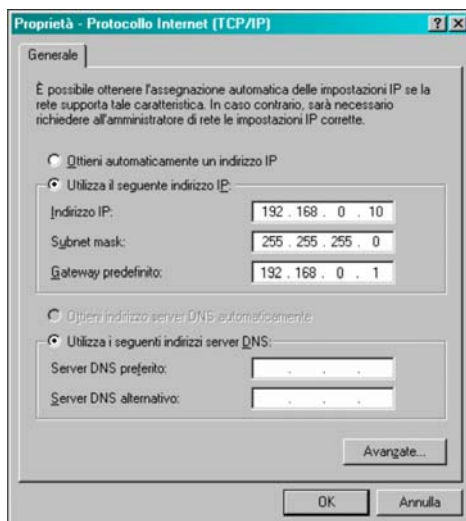 Proprietà - Protocollo Internet (TCP/IP)
Generale
È possibile ottenere l'assegnazione automatica delle impostazioni IP se la
rete supporta tale caratteristica. In caso contrario, sarà necessario
richiedere all'amministratore di rete le impostazioni IP corrette.
Ottieni automaticamente un indirizzo IP
Utilizza il seguente indirizzo IP:
Indirizzo IP: 192 . 168 . 0 . 10
Subnet mask: 255 . 255 . 255 . 0
Gateway predefinito: 192 . 168 . 0 . 1
Ottieni indirizzo server DNS automaticamente
Utilizza i seguenti indirizzi server DNS:
Server DNS preferito: . . .
Server DNS alternativo: . . .
Avanzate...
OK Annulla